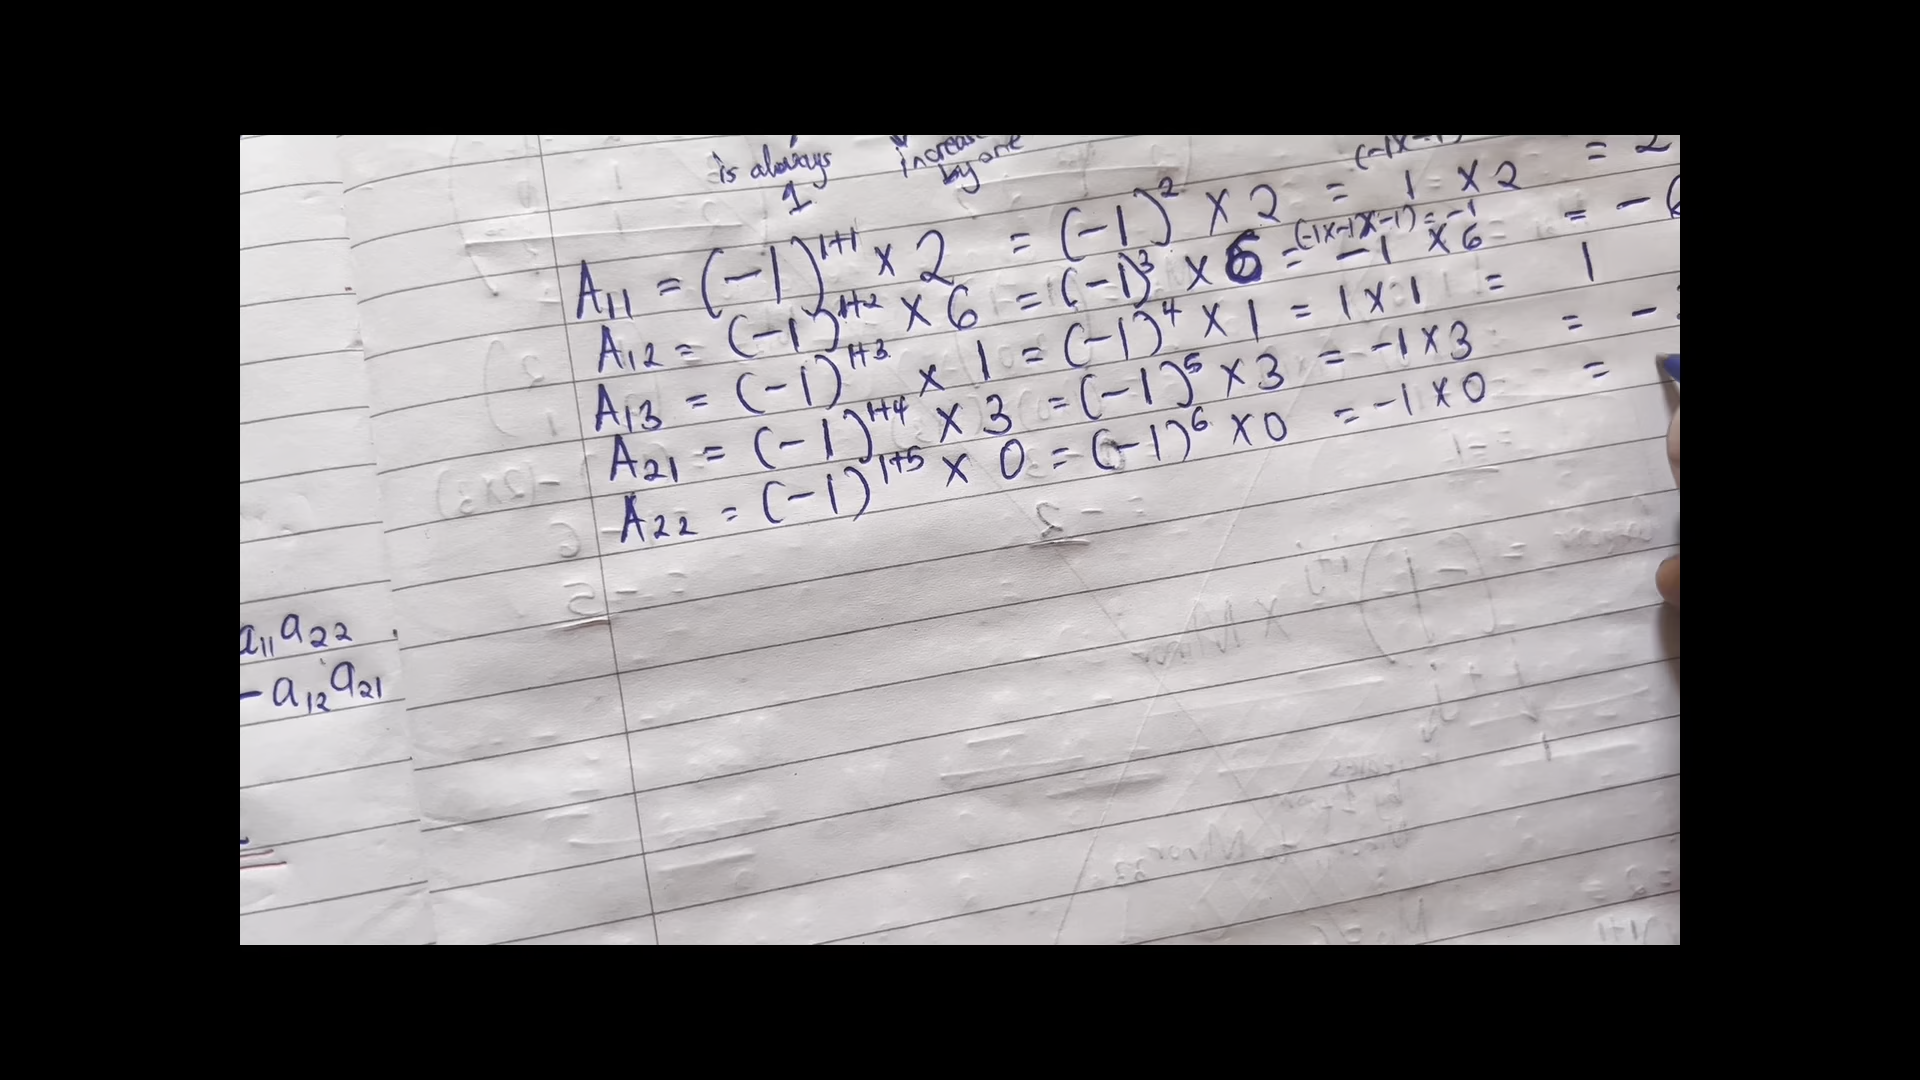 is always increase
1 by one
A11 = (-1)^1+1 × 2 = (-1)^2 × 2 = 1 × 2 = 2
A12 = (-1)^1+2 × 6 = (-1)^3 × 6 = (-1×-1×-1) = -1 × 6 = -
A13 = (-1)^1+3 × 1 = (-1)^4 × 1 = 1 × 1 = 1
A21 = (-1)^1+4 × 3 = (-1)^5 × 3 = -1 × 3 = -
A22 = (-1)^1+5 × 0 = (-1)^6 × 0 = -1 × 0 =
a11 a22
- a12 a21